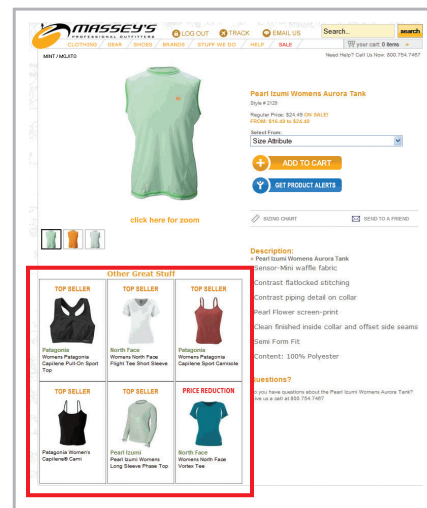 MASSEY'S
PROFESSIONAL OUTFITTERS
LOG OUT
TRACK
EMAIL US
Search...
search
CLOTHING / GEAR / SHOES / BRANDS / STUFF WE DO / HELP / SALE
your cart: 0 items
MINT / MOJITO
Need Help? Call Us Now: 800.754.7467
Pearl Izumi Womens Aurora Tank
Style # 2129
Regular Price: $24.49 ON SALE!
FROM: $16.49 to $24.49
Select From:
Size Attribute
ADD TO CART
GET PRODUCT ALERTS
click here for zoom
SIZING CHART
SEND TO A FRIEND
Description:
» Pearl Izumi Womens Aurora Tank
Sensor-Mini waffle fabric
Contrast flatlocked stitching
Contrast piping detail on collar
Pearl Flower screen-print
Clean finished inside collar and offset side seams
Semi Form Fit
Content: 100% Polyester
uestions?
o you have questions about the Pearl Izumi Womens Aurora Tank?
ive us a call at 800.754.7467
Other Great Stuff
TOP SELLER
Patagonia
Womens Patagonia
Capilene Pull-On Sport
Top
TOP SELLER
North Face
Womens North Face
Flight Tee Short Sleeve
TOP SELLER
Patagonia
Womens Patagonia
Capilene Sport Camisole
TOP SELLER
Patagonia Women's
Capilene® Cami
TOP SELLER
Pearl Izumi
Pearl Izumi Womens
Long Sleeve Phase Top
PRICE REDUCTION
North Face
Womens North Face
Vortex Tee